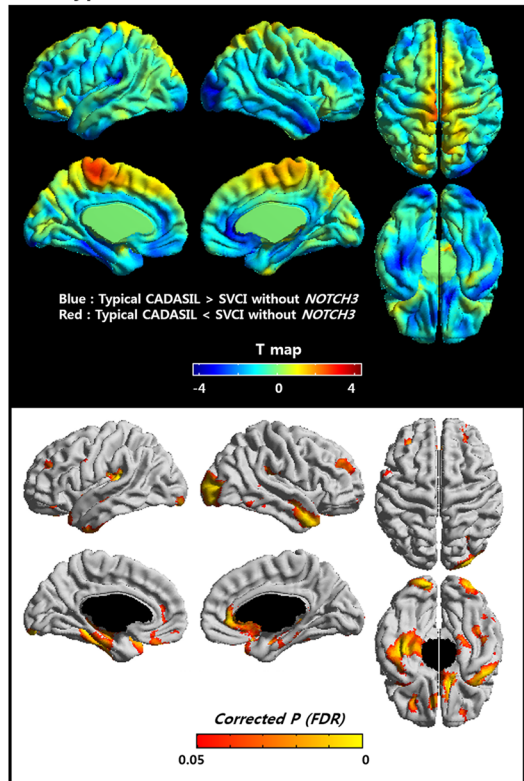 Blue : Typical CADASIL > SVCI without NOTCH3
Red : Typical CADASIL < SVCI without NOTCH3
T map
-4 0 4
Corrected P (FDR)
0.05 0